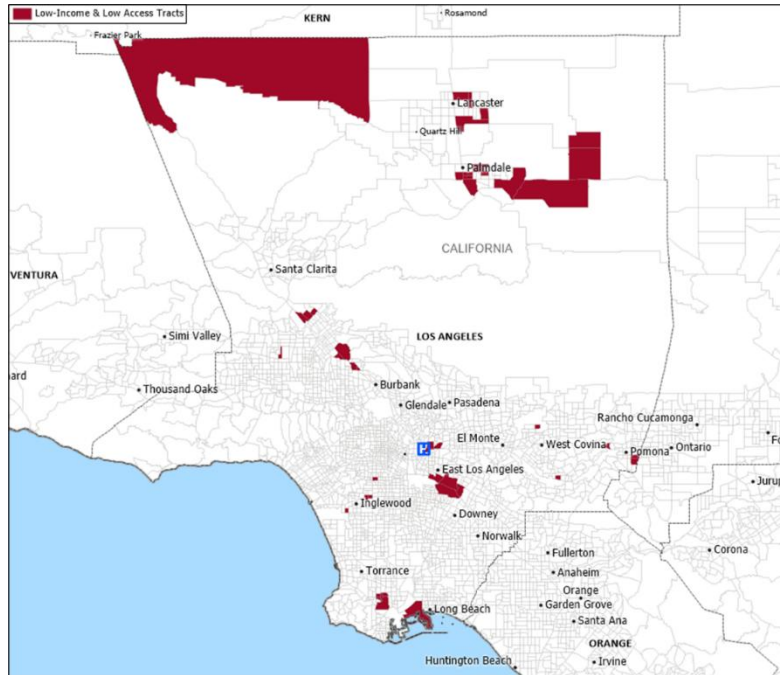 Low-Income & Low Access Tracts
KERN
Rosamond
Frazier Park
Lancaster
Quartz Hill
Palmdale
CALIFORNIA
Santa Clarita
VENTURA
LOS ANGELES
Simi Valley
ard
Thousand Oaks
Burbank
Glendale
Pasadena
Rancho Cucamonga
El Monte
West Covina
Ontario
Fo
H
Pomona
East Los Angeles
Jurup
Inglewood
Downey
Norwalk
Fullerton
Corona
Torrance
Anaheim
Orange
Long Beach
Garden Grove
Santa Ana
ORANGE
Huntington Beach
Irvine